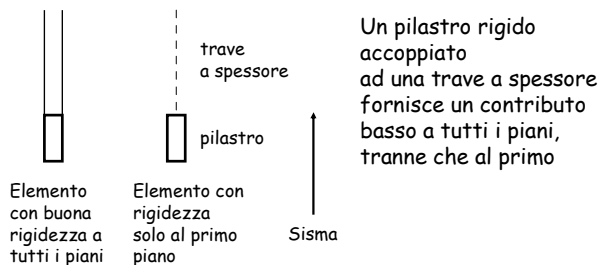 trave
a spessore
pilastro
Elemento
con buona
rigidezza a
tutti i piani
Elemento con
rigidezza
solo al primo
piano
Sisma
Un pilastro rigido
accoppiato
ad una trave a spessore
fornisce un contributo
basso a tutti i piani,
tranne che al primo